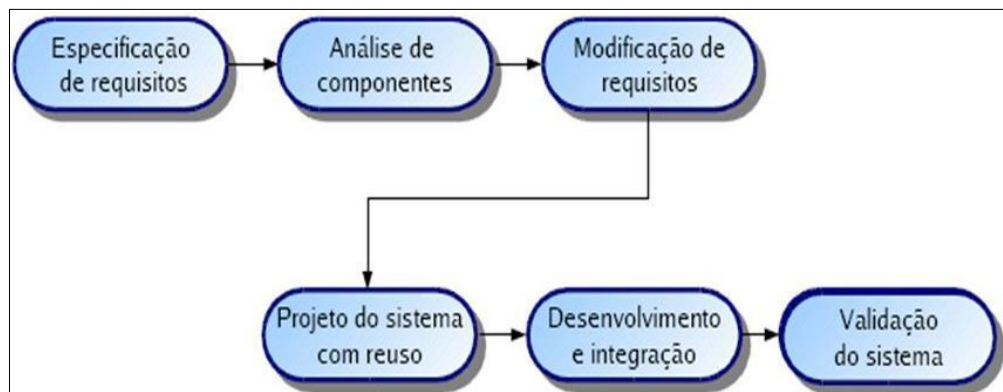 Especificação
de requisitos
Análise de
componentes
Modificação de
requisitos
Projeto do sistema
com reuso
Desenvolvimento
e integração
Validação
do sistema